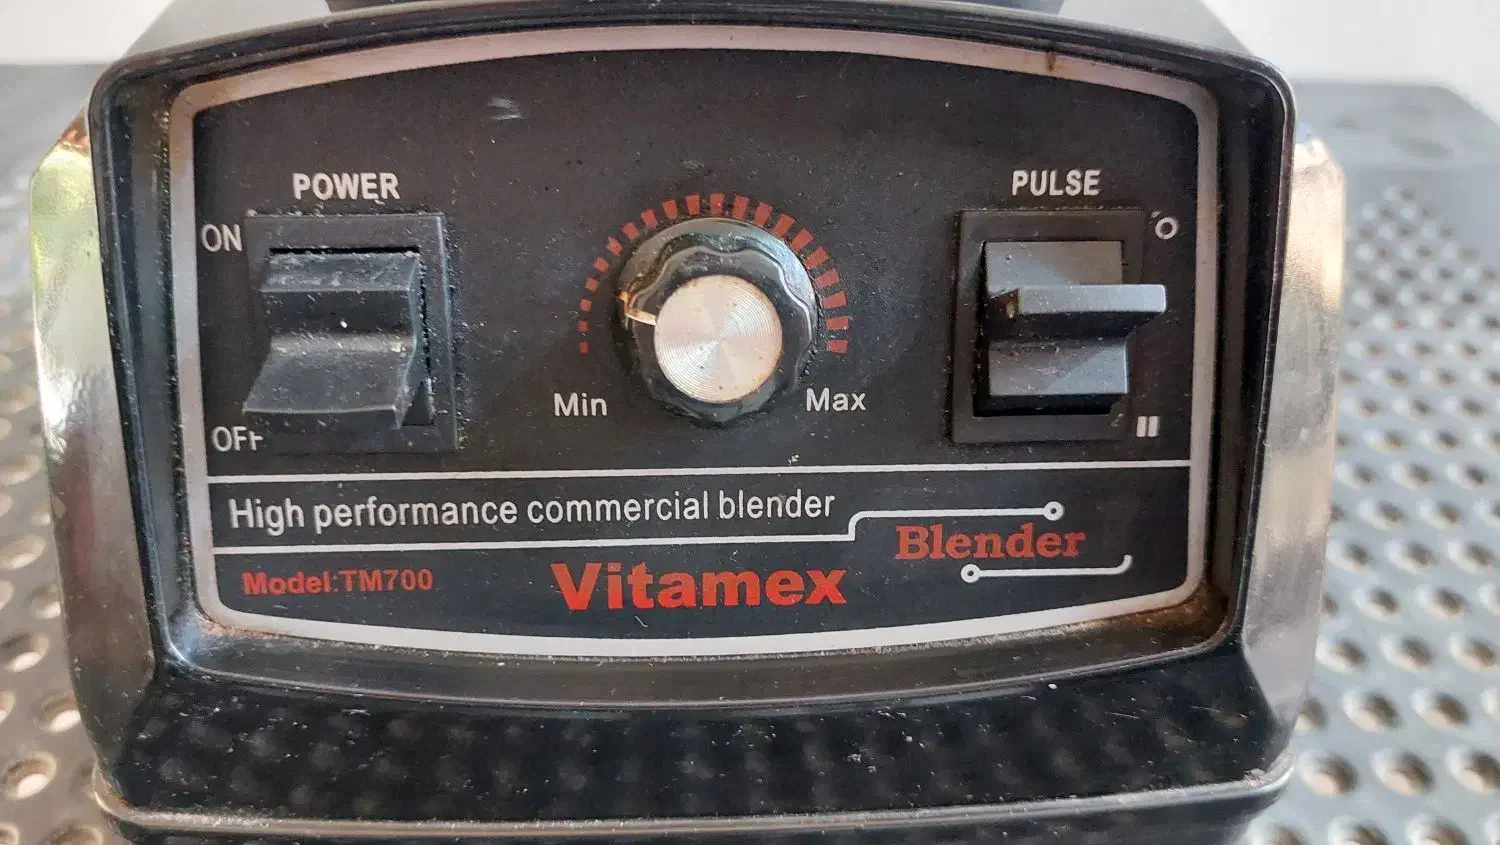 POWER
PULSE
ON
O
Min
Max
OFF
II
High performance commercial blender
Blender
Model:TM700
Vitamex